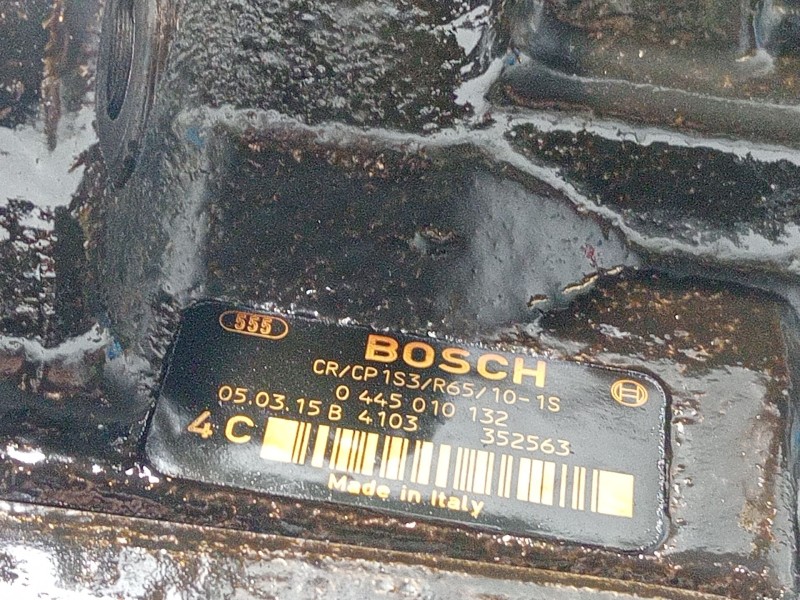 555
BOSCH
CR/CP1S3/R65/10-1S
0 445 010 132
05.03.15 B 4103 352563
4 C
Made in Italy